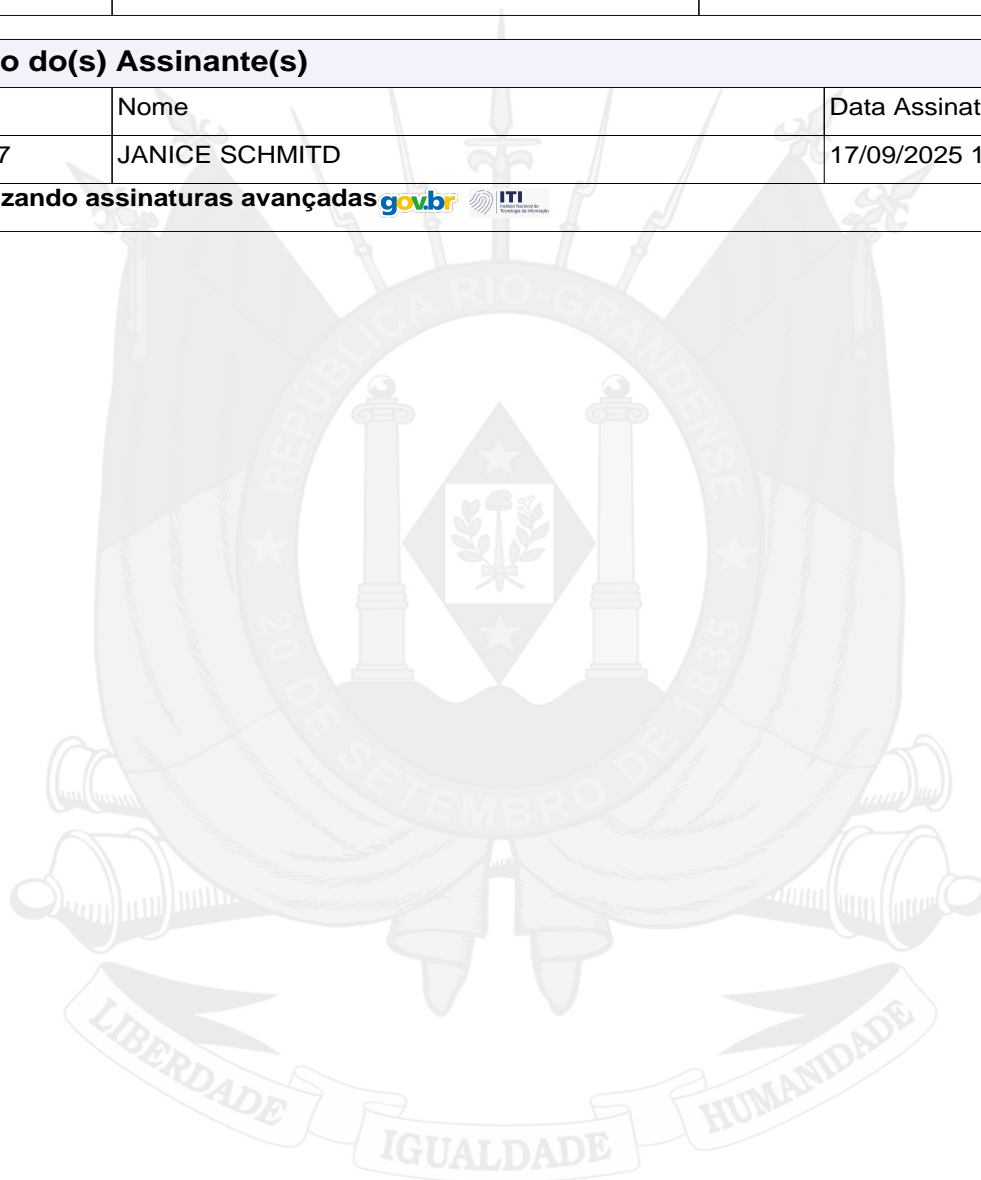 o do(s) Assinante(s)
Nome Data Assinat
7 JANICE SCHMITD 17/09/2025 1
zando assinaturas avançadas gov.br ITI
REPÚBLICA RIO-GRANDENSE
★ 20 DE SETEMBRO DE 1835 ★
LIBERDADE IGUALDADE HUMANIDADE